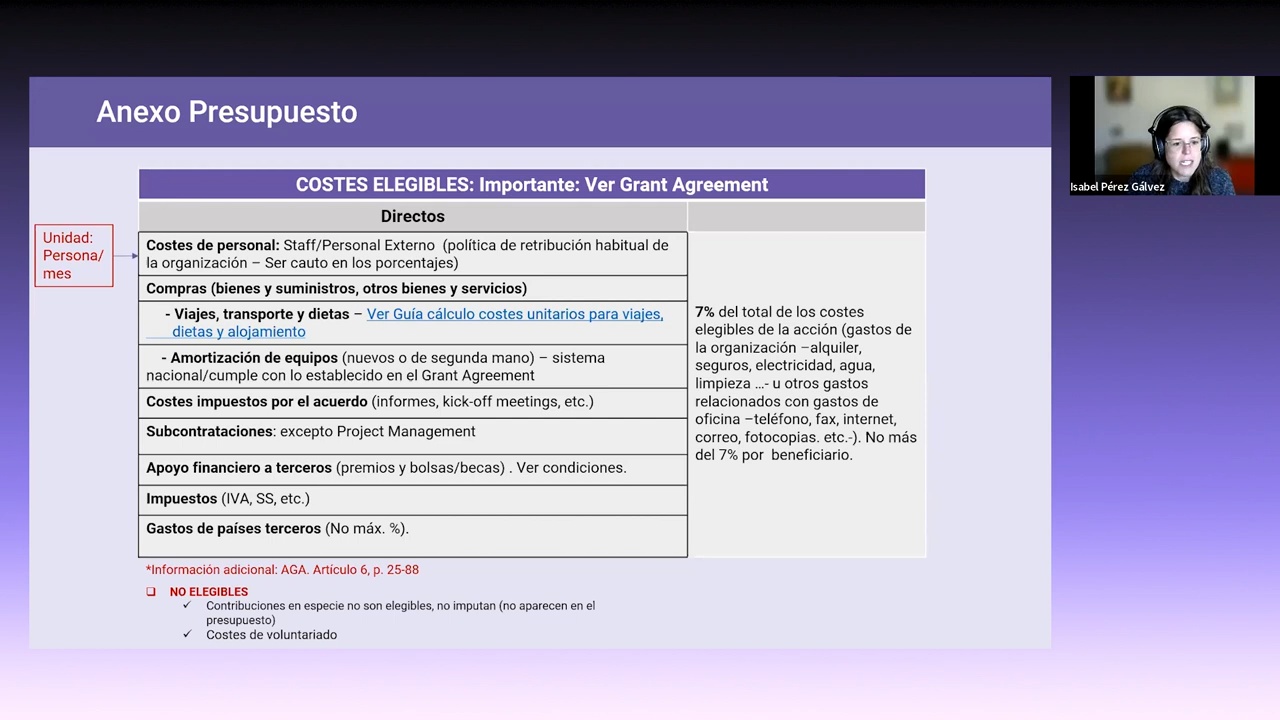 Anexo Presupuesto
COSTES ELEGIBLES: Importante: Ver Grant Agreement
Directos
Unidad:
Persona/
mes
Costes de personal: Staff/Personal Externo (política de retribución habitual de
la organización – Ser cauto en los porcentajes)
Compras (bienes y suministros, otros bienes y servicios)
- Viajes, transporte y dietas – Ver Guía cálculo costes unitarios para viajes,
dietas y alojamiento
- Amortización de equipos (nuevos o de segunda mano) – sistema
nacional/cumple con lo establecido en el Grant Agreement
Costes impuestos por el acuerdo (informes, kick-off meetings, etc.)
Subcontrataciones: excepto Project Management
Apoyo financiero a terceros (premios y bolsas/becas) . Ver condiciones.
Impuestos (IVA, SS, etc.)
Gastos de países terceros (No máx. %).
7% del total de los costes
elegibles de la acción (gastos de
la organización –alquiler,
seguros, electricidad, agua,
limpieza ...- u otros gastos
relacionados con gastos de
oficina –teléfono, fax, internet,
correo, fotocopias. etc.-). No más
del 7% por beneficiario.
*Información adicional: AGA. Artículo 6, p. 25-88
❑ NO ELEGIBLES
✓ Contribuciones en especie no son elegibles, no imputan (no aparecen en el
presupuesto)
✓ Costes de voluntariado
Isabel Pérez Gálvez